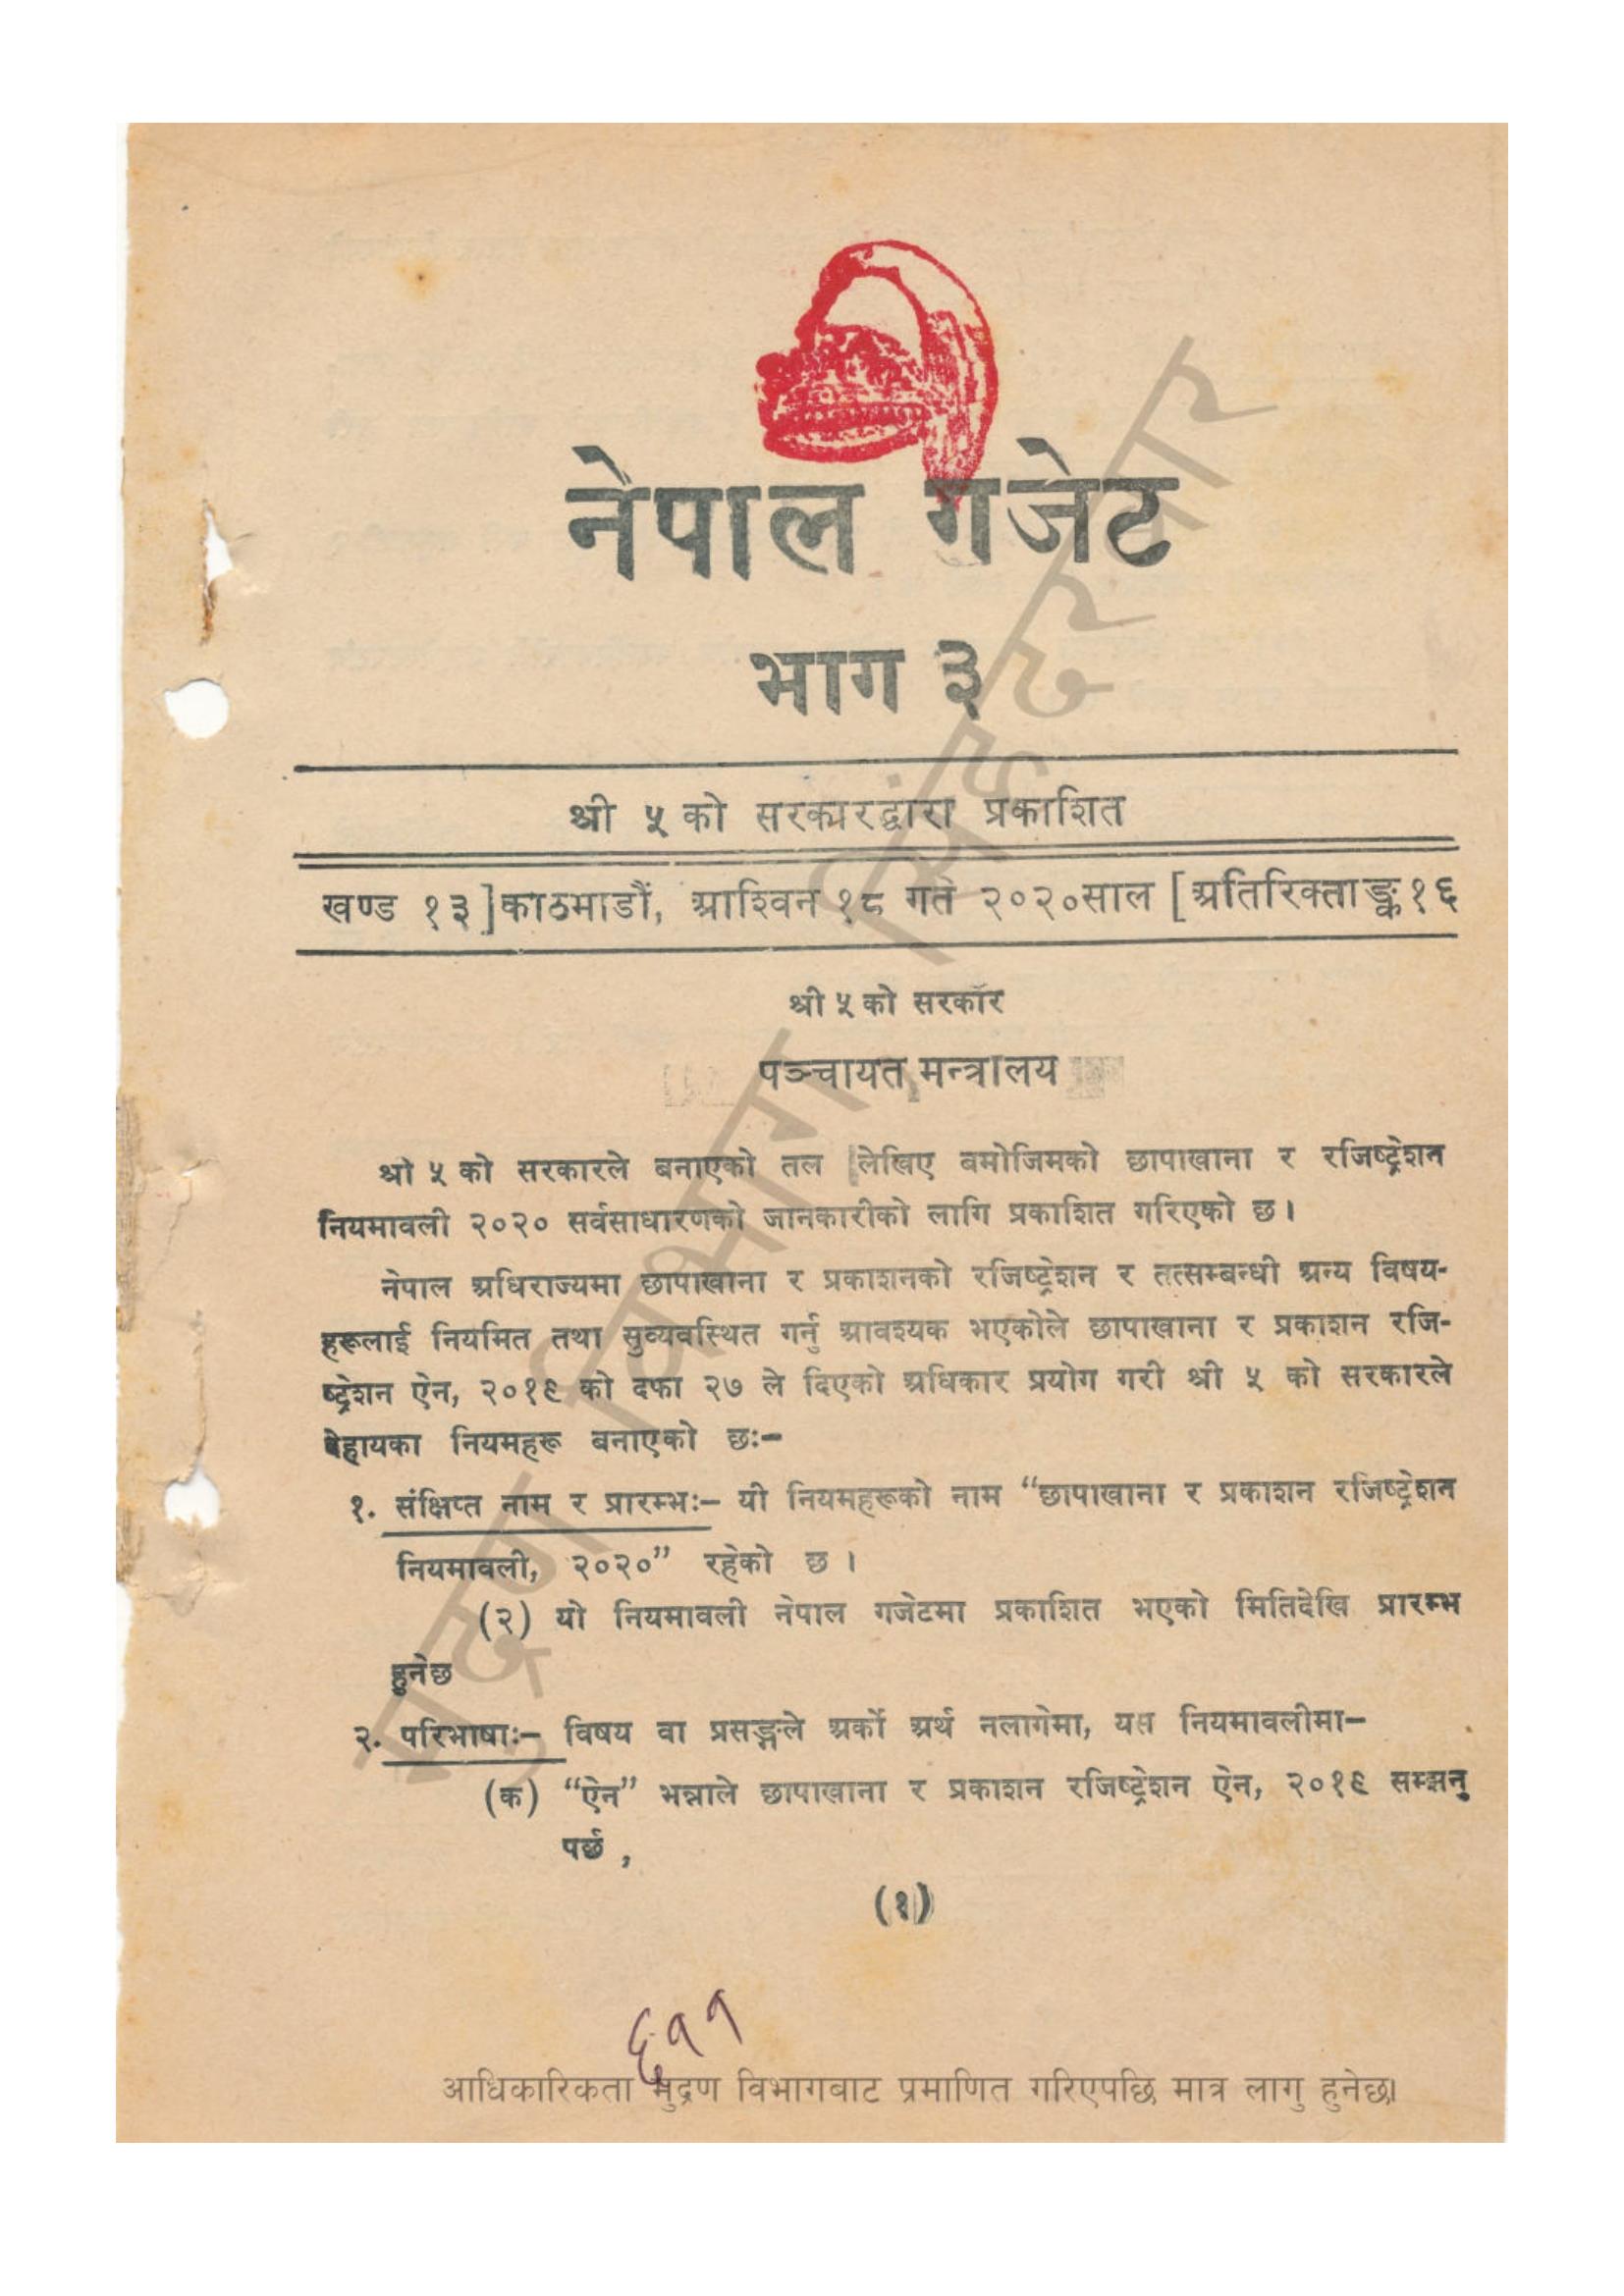 नेपाल गजेट
भाग ३
श्री ५ को सरकारद्वारा प्रकाशित
खण्ड १३]काठमाडौं, आश्विन १८ गते २०२०साल [अतिरिक्ताङ्क१६
श्री ५ को सरकार
पञ्चायत मन्त्रालय
श्री ५ को सरकारले बनाएको तल लेखिए बमोजिमको छापाखाना र रजिष्ट्रेशन
नियमावली २०२० सर्वसाधारणको जानकारीको लागि प्रकाशित गरिएको छ।
नेपाल अधिराज्यमा छापाखाना र प्रकाशनको रजिष्ट्रेशन र तत्सम्बन्धी अन्य विषय-
हरूलाई नियमित तथा सुव्यवस्थित गर्नु आवश्यक भएकोले छापाखाना र प्रकाशन रजि-
ष्ट्रेशन ऐन, २०१९ को दफा २७ ले दिएको अधिकार प्रयोग गरी श्री ५ को सरकारले
देहायका नियमहरू बनाएको छः–
१. संक्षिप्त नाम र प्रारम्भः– यी नियमहरूको नाम “छापाखाना र प्रकाशन रजिष्ट्रेशन
नियमावली, २०२०” रहेको छ ।
(२) यो नियमावली नेपाल गजेटमा प्रकाशित भएको मितिदेखि प्रारम्भ
हुनेछ
२. परिभाषाः– विषय वा प्रसङ्गले अर्को अर्थ नलागेमा, यस नियमावलीमा–
(क) “ऐन” भन्नाले छापाखाना र प्रकाशन रजिष्ट्रेशन ऐन, २०१९ सम्झनु
पर्छ ,
(१)
६११
आधिकारिकता मुद्रण विभागबाट प्रमाणित गरिएपछि मात्र लागु हुनेछ।
मुद्रण विभाग, सिंहदरबार